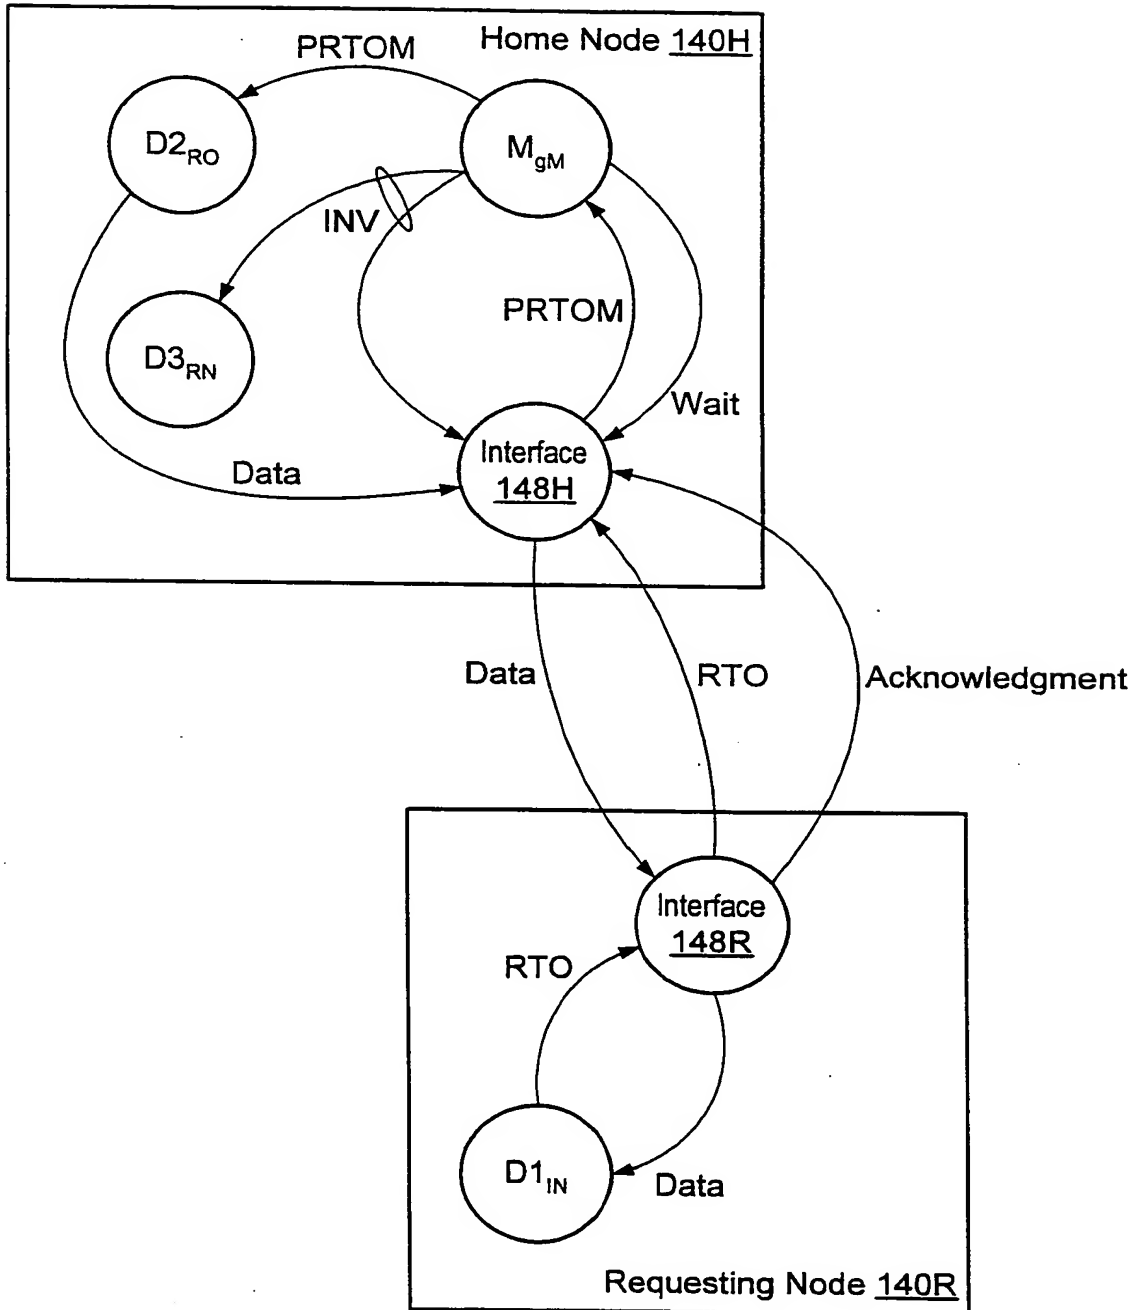 Home Node 140H
PRTOM
D2RO
MgM
INV
PRTOM
D3RN
Wait
Interface
148H
Data
Data
RTO
Acknowledgment
Interface
148R
RTO
D1IN
Data
Requesting Node 140R